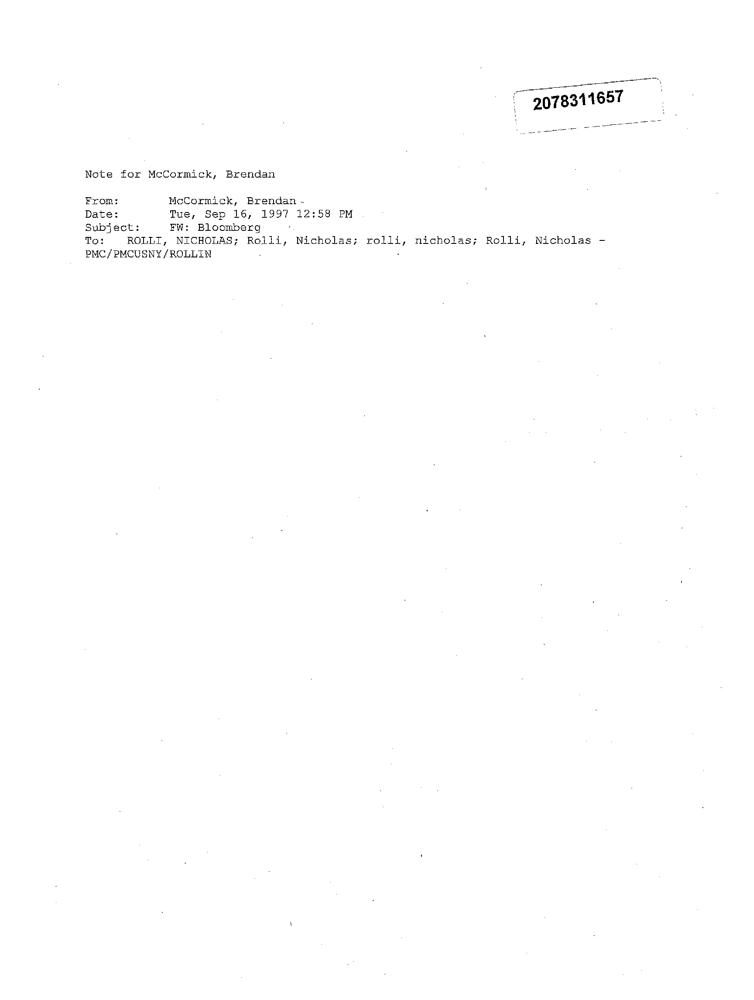 2078311657
Note for McCormick, Brendan
From: McCormick, Brendan
Date: Tue, Sep 16, 1997 12:58 PM
Subject: FW: Bloomberg
To: ROLLI, NICHOLAS; Rolli, Nicholas; rolli, nicholas; Rolli, Nicholas -
PMC/PMCUSNY/ROLLIN